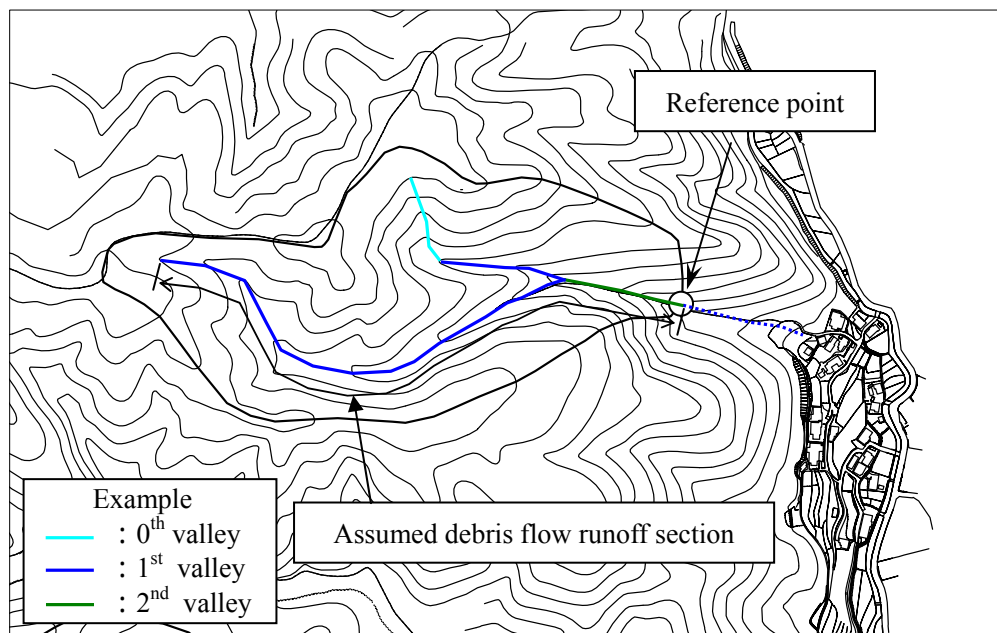 Reference point
Assumed debris flow runoff section
Example
: 0th valley
: 1st valley
: 2nd valley